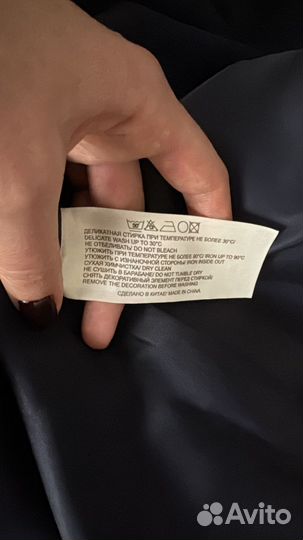 ДЕЛИКАТНАЯ СТИРКА ПРИ ТЕМПЕРАТУРЕ НЕ БОЛЕЕ 30°C/
DELICATE WASH UP TO 30°C/
НЕ ОТБЕЛИВАТЬ/ DO NOT BLEACH
УТЮЖИТЬ ПРИ ТЕМПЕРАТУРЕ НЕ БОЛЕЕ 90°C/ IRON UP TO 90°C/
УТЮЖИТЬ С ИЗНАНОЧНОЙ СТОРОНЫ/ IRON INSIDE OUT
СУХАЯ ХИМЧИСТКА/ DRY CLEAN
НЕ СУШИТЬ В БАРАБАНЕ/ DO NOT TUMBLE DRY
СНЯТЬ ДЕКОРАТИВНЫЙ ЭЛЕМЕНТ ПЕРЕД СТИРКОЙ/
REMOVE THE DECORATION BEFORE WASHING
СДЕЛАНО В КИТАЕ/ MADE IN CHINA
Avito